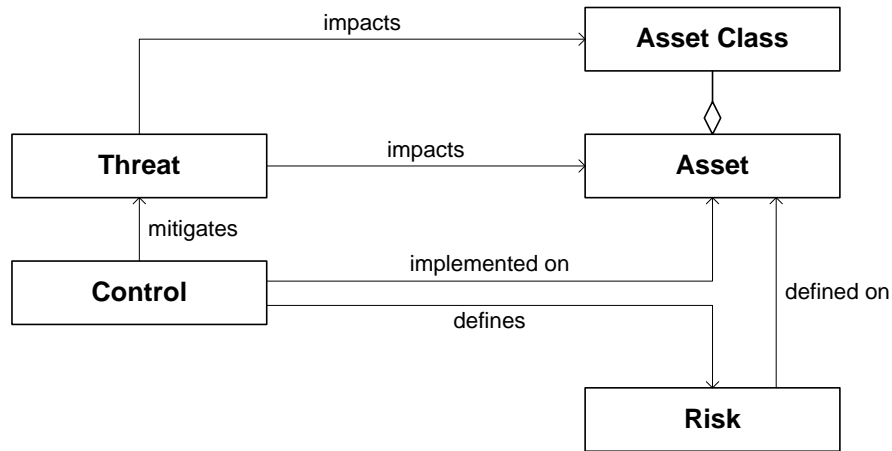 impacts
Asset Class
Threat
impacts
Asset
mitigates
Control
implemented on
defines
defined on
Risk